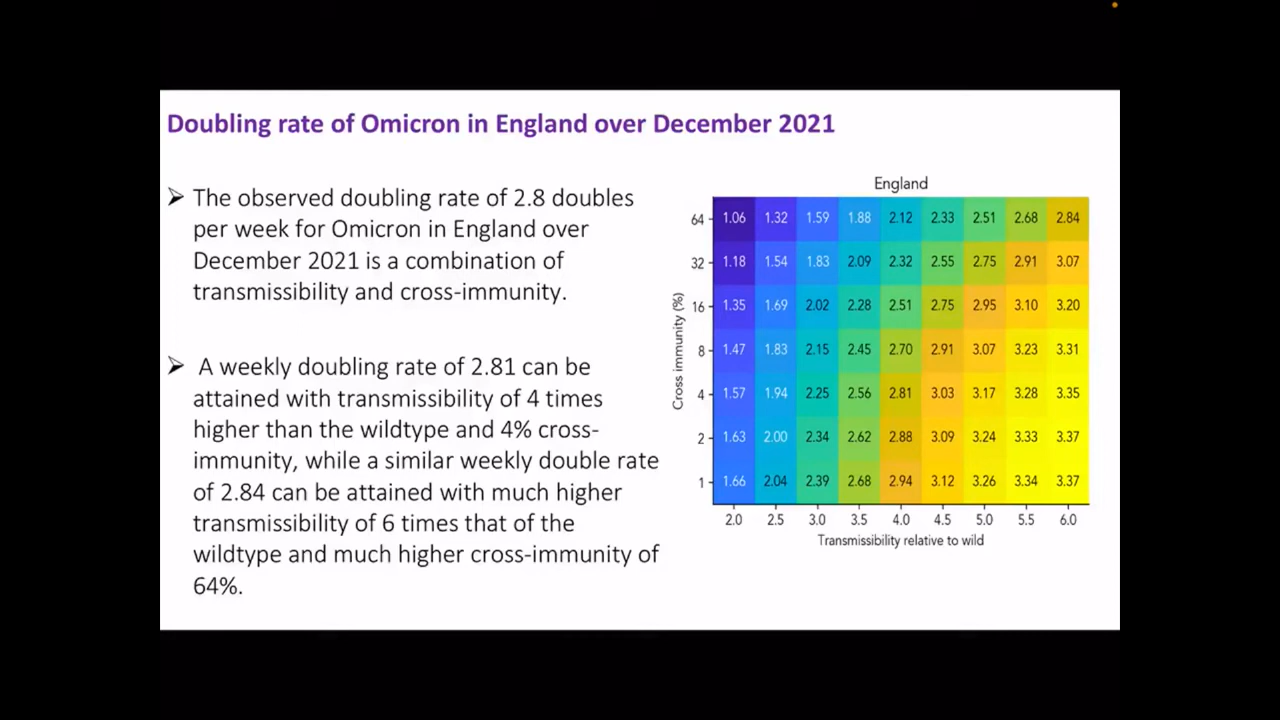 Doubling rate of Omicron in England over December 2021
➢ The observed doubling rate of 2.8 doubles
per week for Omicron in England over
December 2021 is a combination of
transmissibility and cross-immunity.
➢ A weekly doubling rate of 2.81 can be
attained with transmissibility of 4 times
higher than the wildtype and 4% cross-
immunity, while a similar weekly double rate
of 2.84 can be attained with much higher
transmissibility of 6 times that of the
wildtype and much higher cross-immunity of
64%.
England
Cross immunity (%)
64 1.06 1.32 1.59 1.88 2.12 2.33 2.51 2.68 2.84
32 1.18 1.54 1.83 2.09 2.32 2.55 2.75 2.91 3.07
16 1.35 1.69 2.02 2.28 2.51 2.75 2.95 3.10 3.20
8 1.47 1.83 2.15 2.45 2.70 2.91 3.07 3.23 3.31
4 1.57 1.94 2.25 2.56 2.81 3.03 3.17 3.28 3.35
2 1.63 2.00 2.34 2.62 2.88 3.09 3.24 3.33 3.37
1 1.66 2.04 2.39 2.68 2.94 3.12 3.26 3.34 3.37
2.0 2.5 3.0 3.5 4.0 4.5 5.0 5.5 6.0
Transmissibility relative to wild